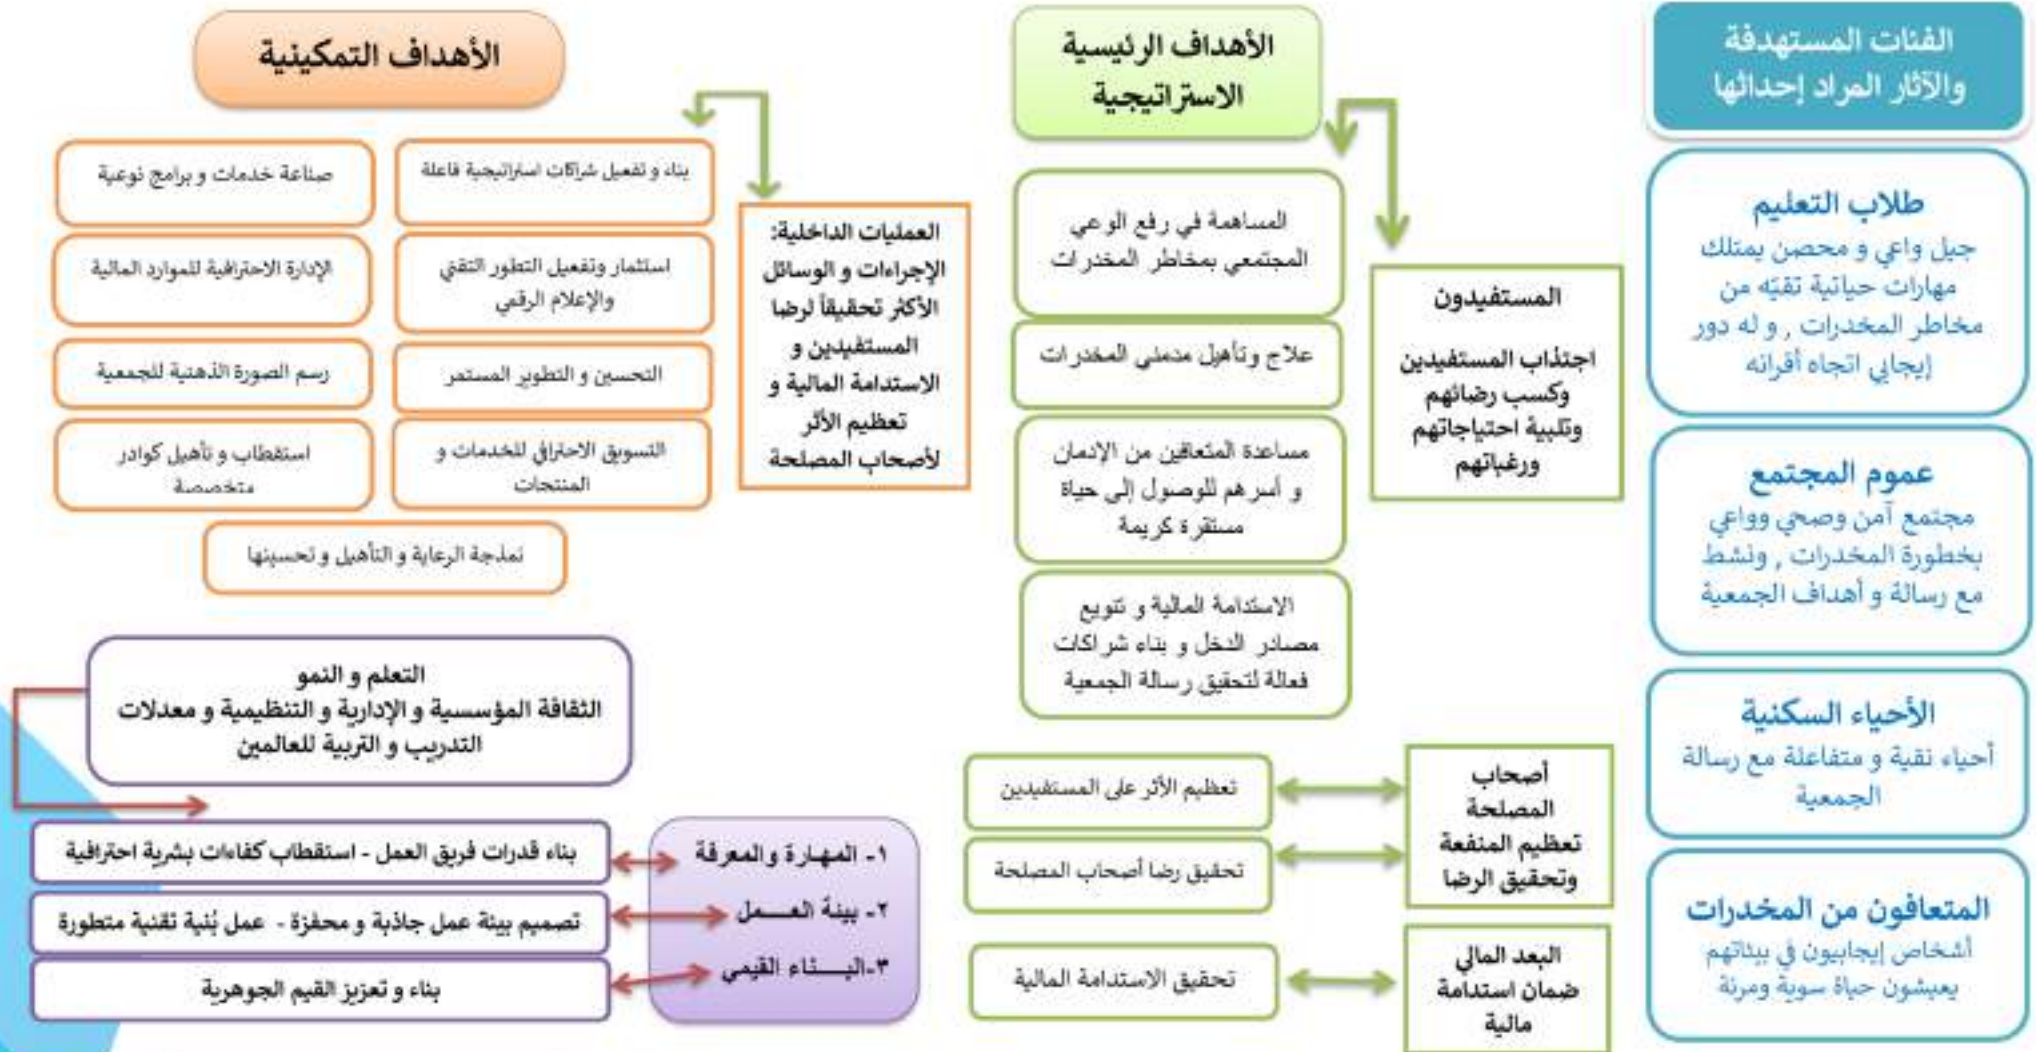 الفئات المستهدفة
والآثار المراد إحداثها
طلاب التعليم
جيل واعي و محصن يمتلك
مهارات حياتية تقيّه من
مخاطر المخدرات , و له دور
إيجابي اتجاه أقرانه
عموم المجتمع
مجتمع آمن وصحي وواعي
بخطورة المخدرات , ونشط
مع رسالة و أهداف الجمعية
الأحياء السكنية
أحياء نقية و متفاعلة مع رسالة
الجمعية
المتعافون من المخدرات
أشخاص إيجابيون في بيئاتهم
يعيشون حياة سوية ومرنة
الأهداف الرئيسية
الاستراتيجية
المستفيدون
اجتذاب المستفيدين
وكسب رضائهم
وتلبية احتياجاتهم
ورغباتهم
المساهمة في رفع الوعي
المجتمعي بمخاطر المخدرات
علاج وتأهيل مدمني المخدرات
مساعدة المتعافين من الإدمان
و أسرهم للوصول إلى حياة
مستقرة كريمة
الاستدامة المالية و تنويع
مصادر الدخل و بناء شراكات
فعالة لتحقيق رسالة الجمعية
أصحاب
المصلحة
تعظيم المنفعة
وتحقيق الرضا
تعظيم الأثر على المستفيدين
تحقيق رضا أصحاب المصلحة
البعد المالي
ضمان استدامة
مالية
تحقيق الاستدامة المالية
الأهداف التمكينية
العمليات الداخلية:
الإجراءات و الوسائل
الأكثر تحقيقاً لرضا
المستفيدين و
الاستدامة المالية و
تعظيم الأثر
لأصحاب المصلحة
بناء و تفعيل شراكات استراتيجية فاعلة
صناعة خدمات و برامج نوعية
استثمار وتفعيل التطور التقني
والإعلام الرقمي
الإدارة الاحترافية للموارد المالية
التحسين و التطوير المستمر
رسم الصورة الذهنية للجمعية
التسويق الاحترافي للخدمات و
المنتجات
استقطاب و تأهيل كوادر
متخصصة
نمذجة الرعاية و التأهيل و تحسينها
التعلم و النمو
الثقافة المؤسسية و الإدارية و التنظيمية و معدلات
التدريب و التربية للعالمين
١- المهارة والمعرفة
بناء قدرات فريق العمل - استقطاب كفاءات بشرية احترافية
٢- بيئة العـــمل
تصميم بيئة عمل جاذبة و محفزة - عمل بُنية تقنية متطورة
٣-البـــناء القيمي
بناء و تعزيز القيم الجوهرية